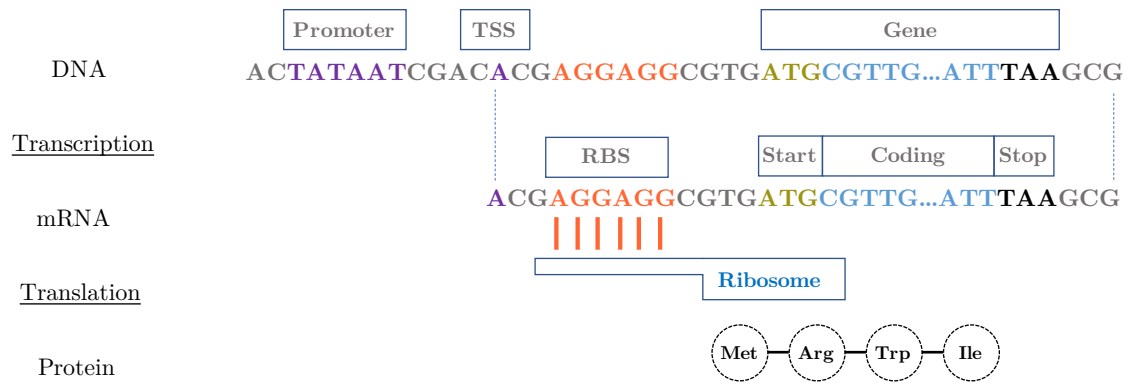 Promoter TSS Gene
DNA ACTATAATCGACACGAGGAGGCGTGATGCGTTG...ATTTAAGCG
Transcription
RBS Start Coding Stop
mRNA ACGAGGAGGCGTGATGCGTTG...ATTTAAGCG
Ribosome
Translation
Protein Met Arg Trp Ile